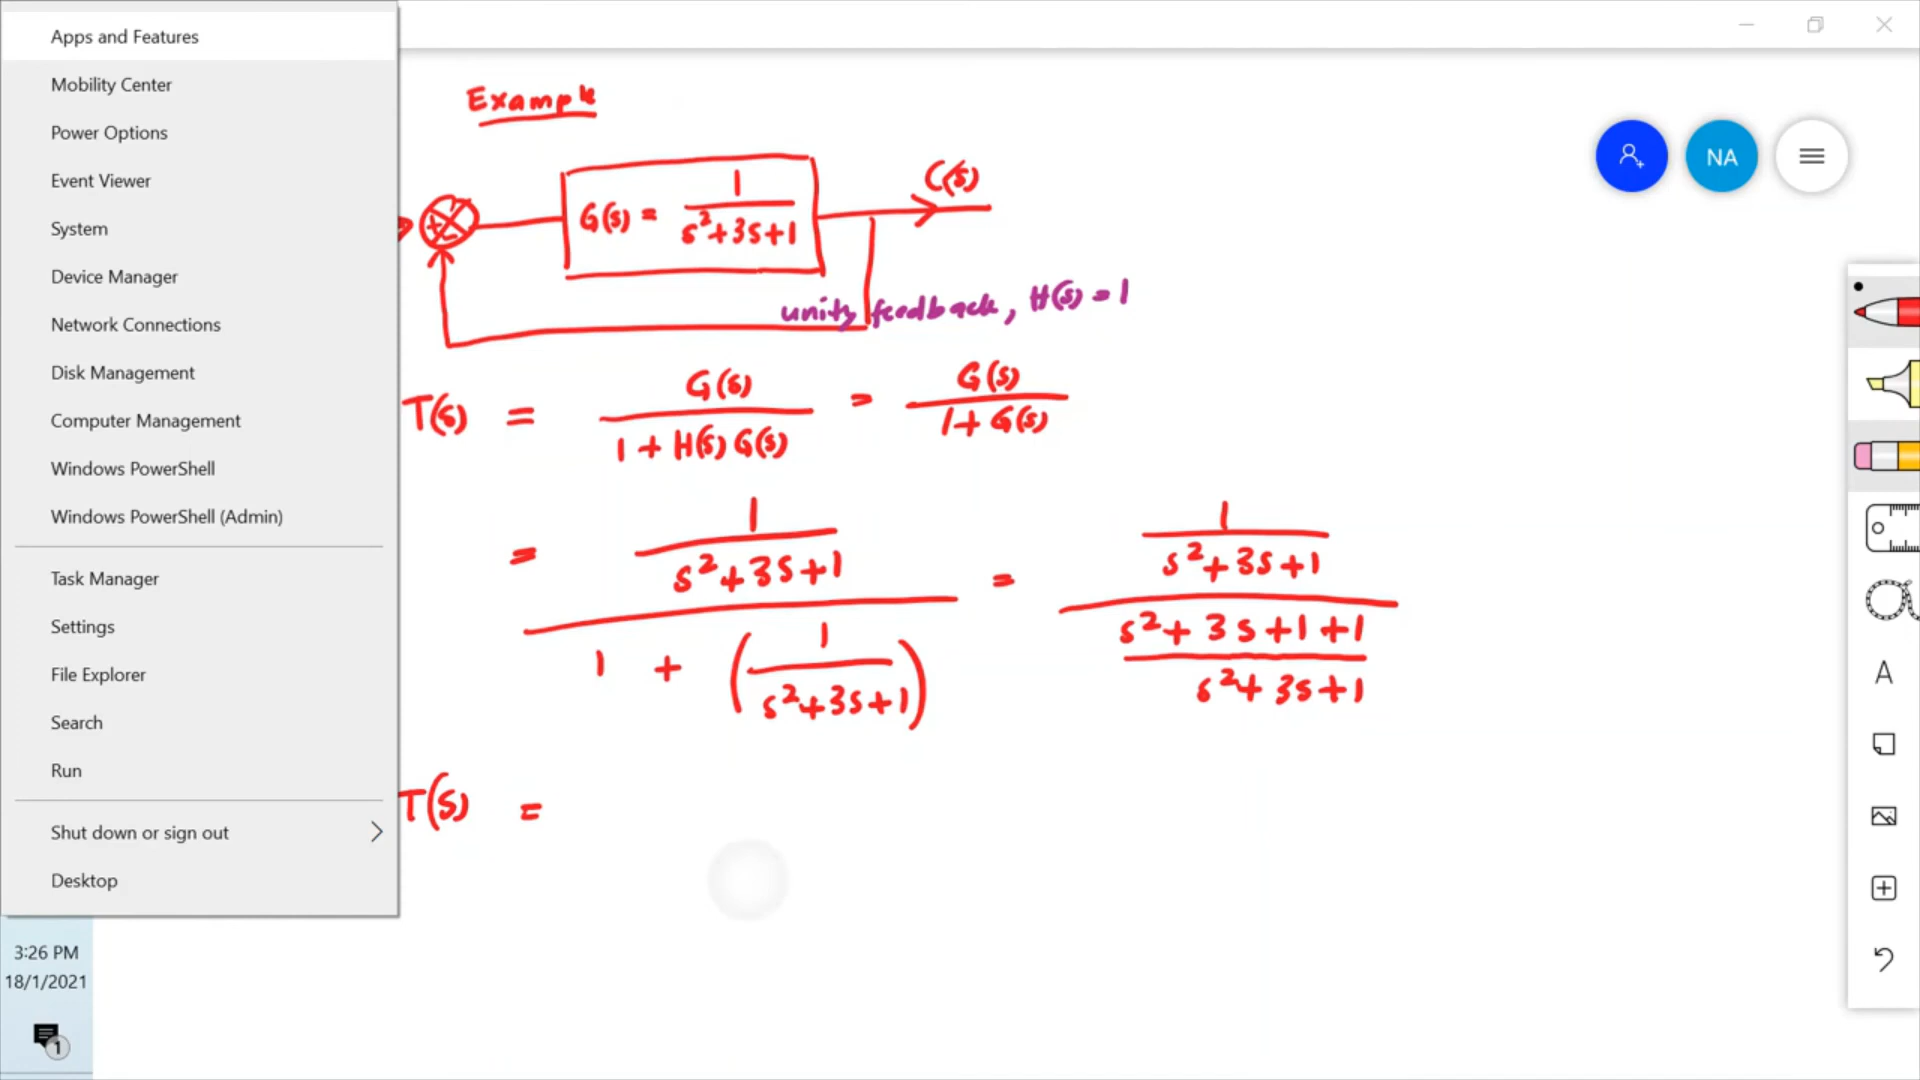 Apps and Features
Mobility Center
Power Options
Event Viewer
System
Device Manager
Network Connections
Disk Management
Computer Management
Windows PowerShell
Windows PowerShell (Admin)
Task Manager
Settings
File Explorer
Search
Run
Shut down or sign out
Desktop
3:26 PM
18/1/2021
1
NA
A
Example
G(s) = 1 / (s²+3s+1)
C(s)
unity feedback, H(s) = 1
T(s) = G(s) / (1 + H(s) G(s)) = G(s) / (1 + G(s))
= (1 / (s²+3s+1)) / (1 + (1 / (s²+3s+1))) = (1 / (s²+3s+1)) / ((s²+3s+1+1) / (s²+3s+1))
T(s) =